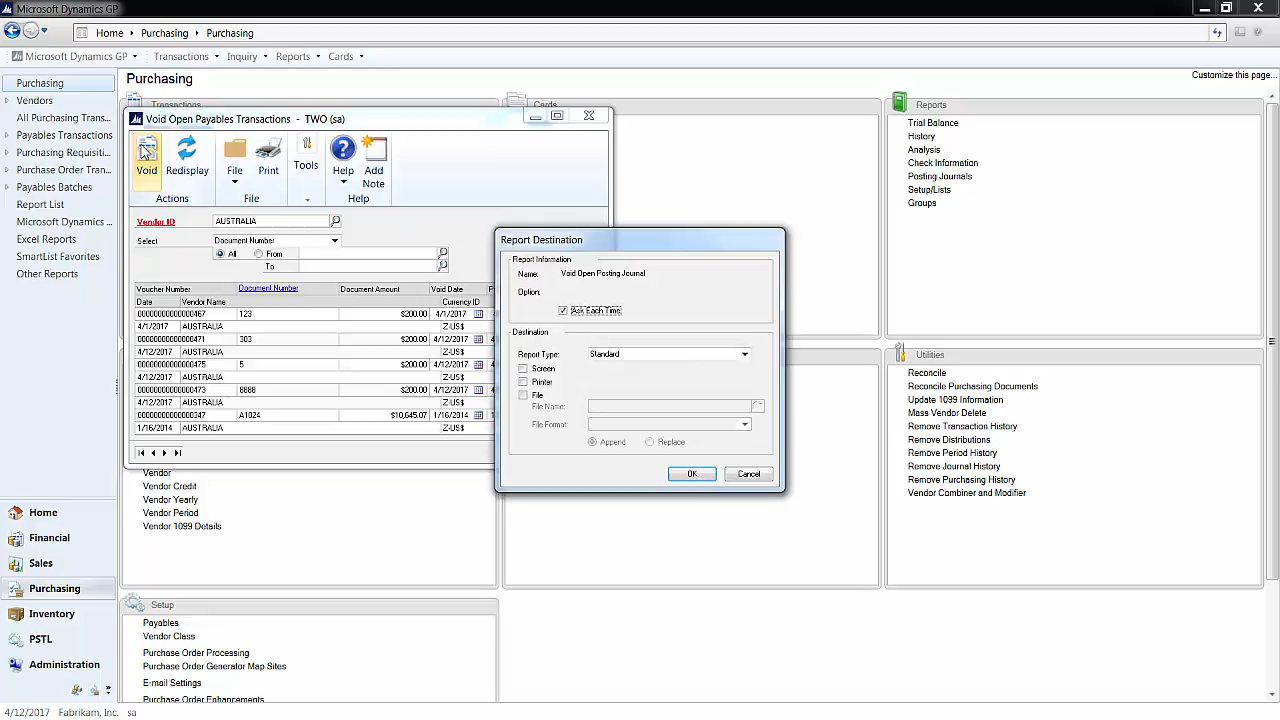 Microsoft Dynamics GP
Home ▸ Purchasing ▸ Purchasing
Microsoft Dynamics GP Transactions Inquiry Reports Cards
Purchasing
Customize this page...
Purchasing
Vendors
All Purchasing Trans...
Payables Transactions
Purchasing Requisiti...
Purchase Order Tran...
Payables Batches
Report List
Microsoft Dynamics ...
Excel Reports
SmartList Favorites
Other Reports
Home
Financial
Sales
Purchasing
Inventory
PSTL
Administration
Transactions
Cards
Void Open Payables Transactions - TWO (sa)
Void
Redisplay
File
Print
Tools
Help
Add Note
Actions
File
Help
Vendor ID AUSTRALIA
Select Document Number
All From
To
Voucher Number Document Number Document Amount Void Date
Date Vendor Name Currency ID
00000000000000467 123 $200.00 4/1/2017
4/1/2017 AUSTRALIA Z-US$
00000000000000471 303 $200.00 4/12/2017
4/12/2017 AUSTRALIA Z-US$
00000000000000475 5 $200.00 4/12/2017
4/12/2017 AUSTRALIA Z-US$
00000000000000473 8888 $200.00 4/12/2017
4/12/2017 AUSTRALIA Z-US$
00000000000000347 A1024 $10,645.07 1/16/2014
1/16/2014 AUSTRALIA Z-US$
Report Destination
Report Information
Name: Void Open Posting Journal
Option:
Ask Each Time
Destination
Report Type: Standard
Screen
Printer
File
File Name:
File Format:
Append Replace
OK Cancel
Vendor
Vendor Credit
Vendor Yearly
Vendor Period
Vendor 1099 Details
Setup
Payables
Vendor Class
Purchase Order Processing
Purchase Order Generator Map Sites
E-mail Settings
Purchase Order Enhancements
Reports
Trial Balance
History
Analysis
Check Information
Posting Journals
Setup/Lists
Groups
Utilities
Reconcile
Reconcile Purchasing Documents
Update 1099 Information
Mass Vendor Delete
Remove Transaction History
Remove Distributions
Remove Period History
Remove Journal History
Remove Purchasing History
Vendor Combiner and Modifier
4/12/2017 Fabrikam, Inc. sa